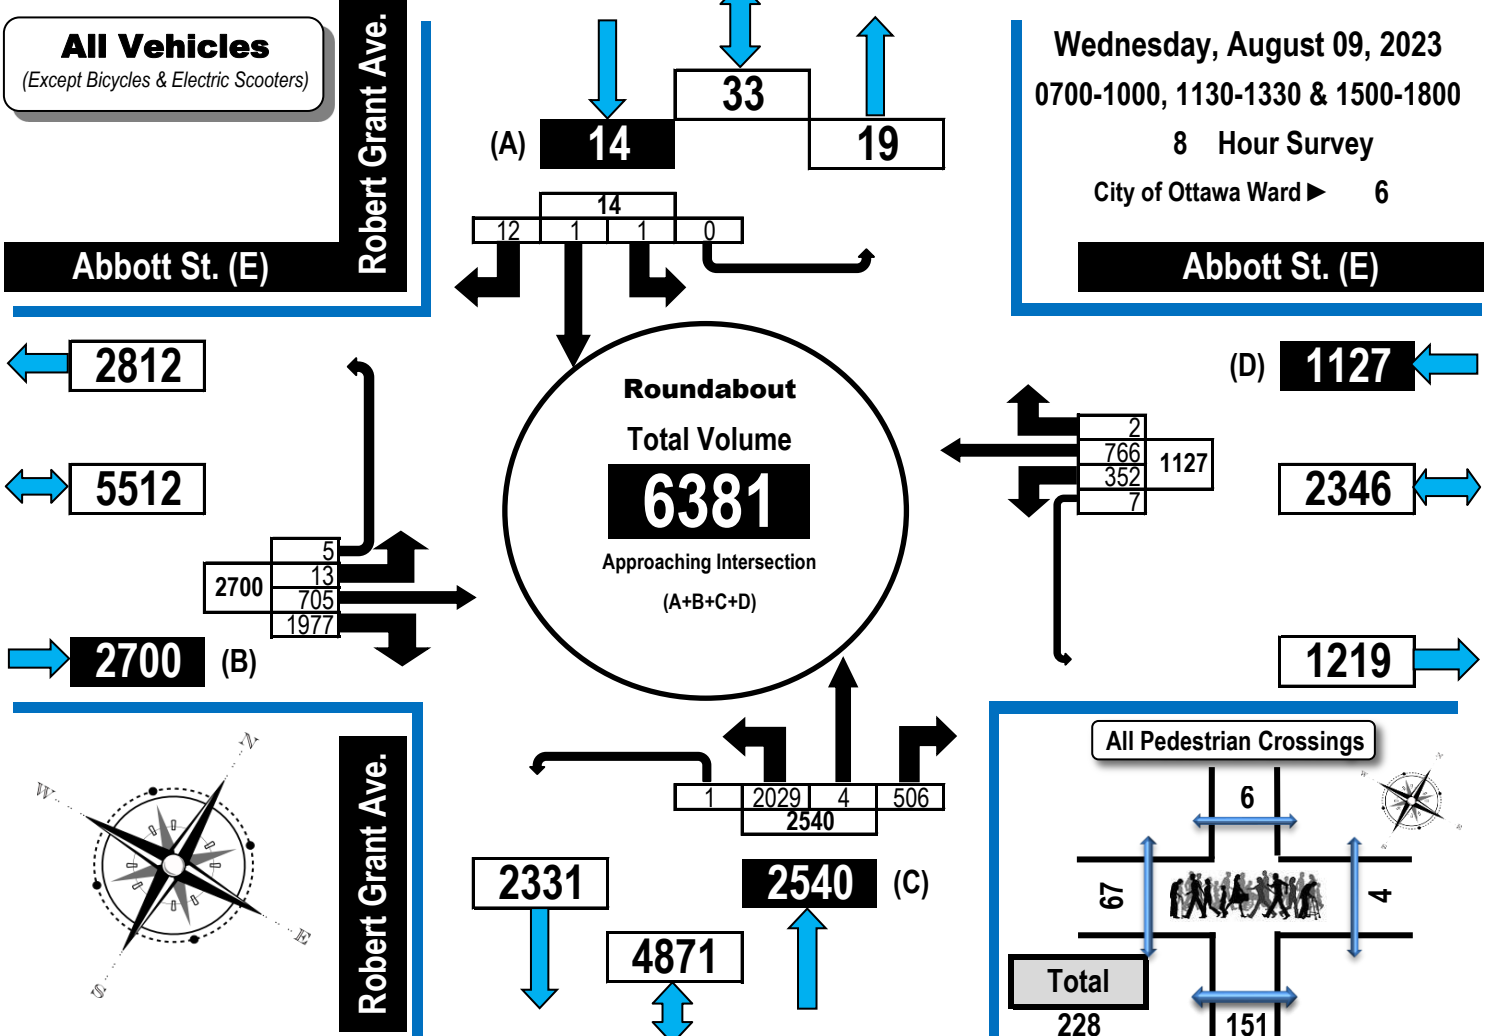 All Vehicles
(Except Bicycles & Electric Scooters)
Robert Grant Ave.
Abbott St. (E)
33
(A) 14
19
14
12 1 1 0
Wednesday, August 09, 2023
0700-1000, 1130-1330 & 1500-1800
8 Hour Survey
City of Ottawa Ward ► 6
Abbott St. (E)
2812
5512
5
13
705
1977
2700
2700 (B)
Roundabout
Total Volume
6381
Approaching Intersection
(A+B+C+D)
(D) 1127
2
766
352
7
1127
2346
1219
N
W
E
S
Robert Grant Ave.
1 2029 4 506
2540
2331
2540 (C)
4871
All Pedestrian Crossings
6
67
4
Total
228
151